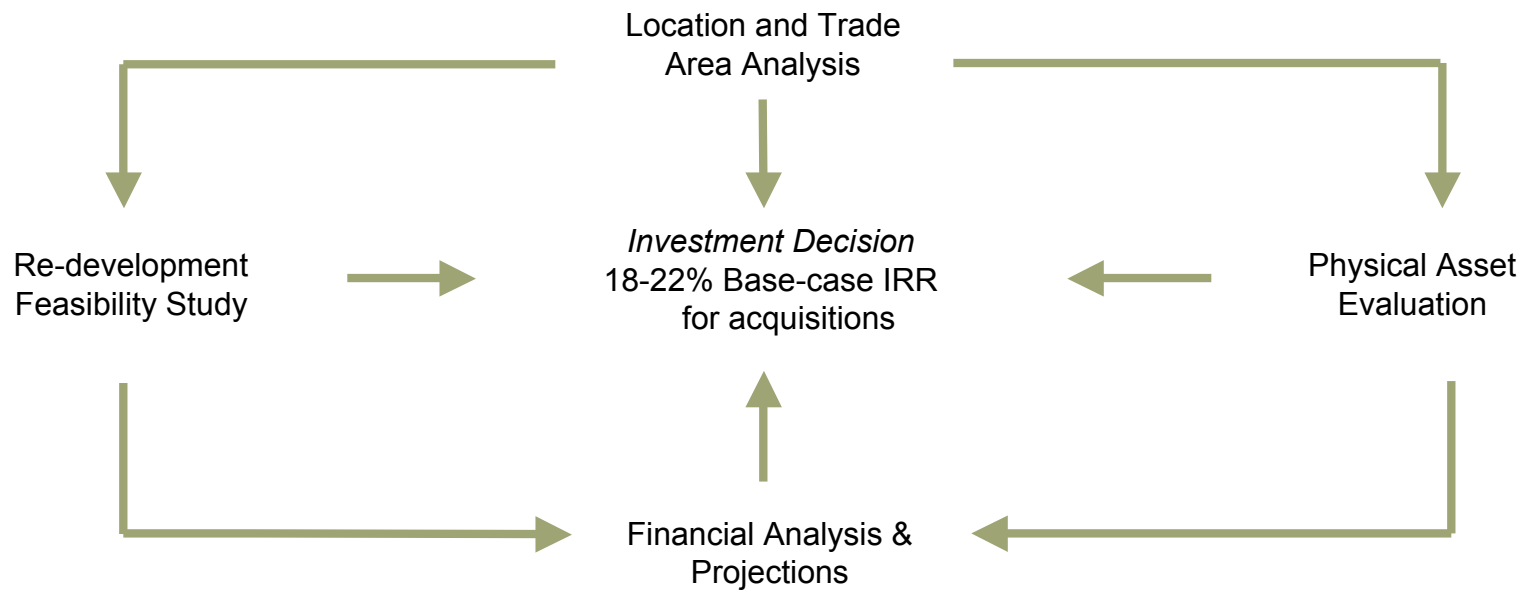 Location and Trade
Area Analysis
Re-development
Feasibility Study
Investment Decision
18-22% Base-case IRR
for acquisitions
Physical Asset
Evaluation
Financial Analysis &
Projections